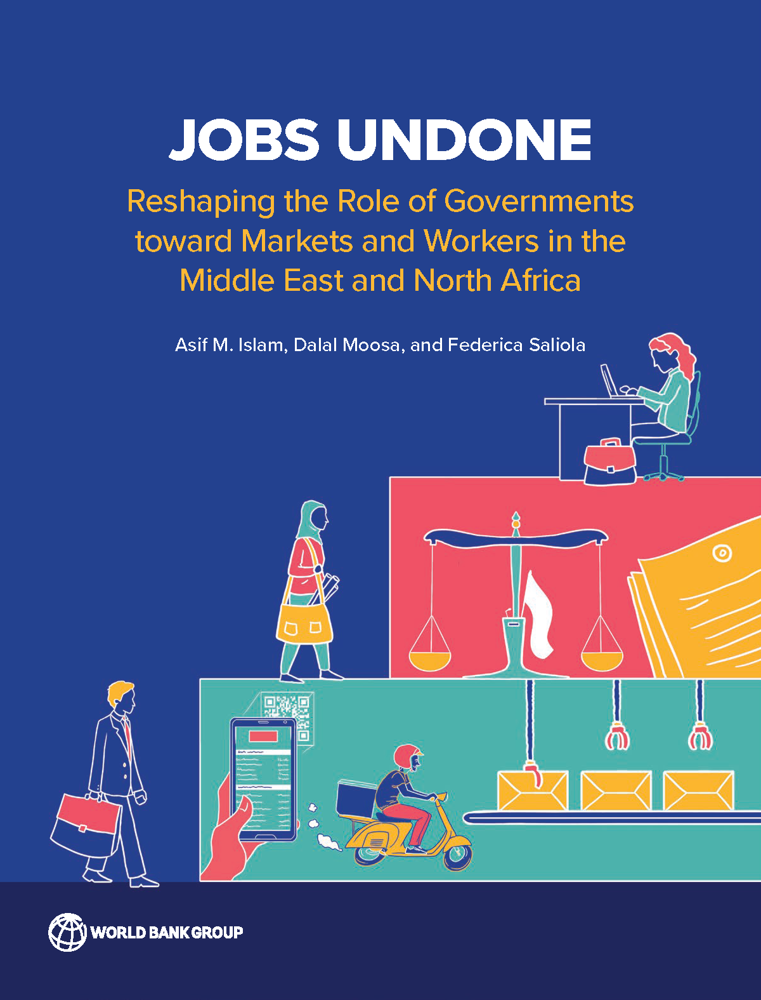 JOBS UNDONE
Reshaping the Role of Governments
toward Markets and Workers in the
Middle East and North Africa
Asif M. Islam, Dalal Moosa, and Federica Saliola
WORLD BANK GROUP